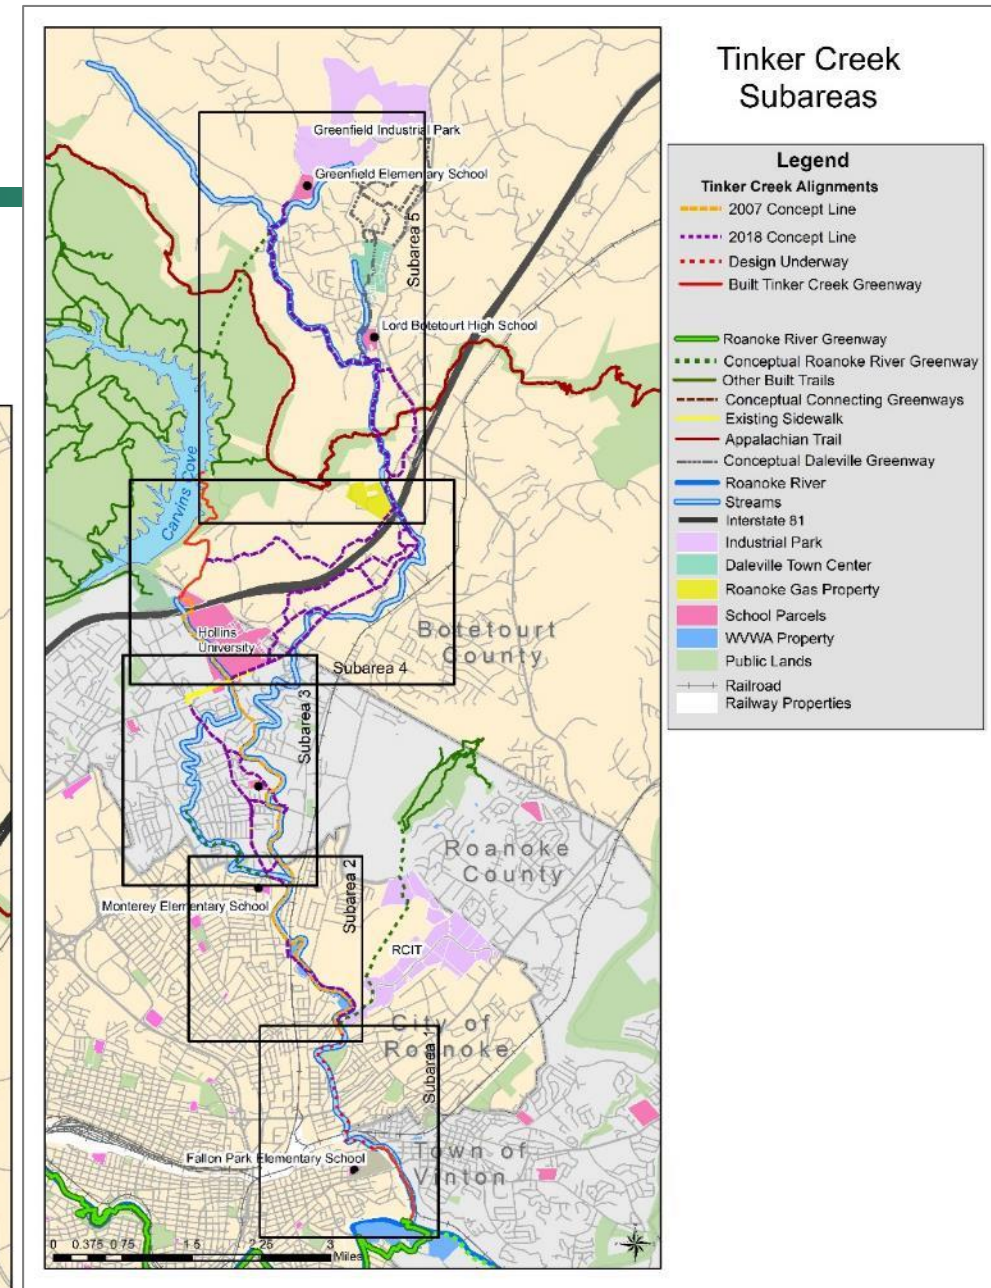 Tinker Creek
Subareas
Legend
Tinker Creek Alignments
2007 Concept Line
2018 Concept Line
Design Underway
Built Tinker Creek Greenway
Roanoke River Greenway
Conceptual Roanoke River Greenway
Other Built Trails
Conceptual Connecting Greenways
Existing Sidewalk
Appalachian Trail
Conceptual Daleville Greenway
Roanoke River
Streams
Interstate 81
Industrial Park
Daleville Town Center
Roanoke Gas Property
School Parcels
WVWA Property
Public Lands
Railroad
Railway Properties
Greenfield Industrial Park
Greenfield Elementary School
Subarea 5
Lord Botetourt High School
Carvins Cove
Hollins
University
Botetourt
County
Subarea 4
Subarea 3
Roanoke
County
Subarea 2
Monterey Elementary School
RCIT
City of
Roanoke
Subarea 1
Town of
Vinton
Fallon Park Elementary School
0 0.375 0.75 1.5 2.25 3
Miles